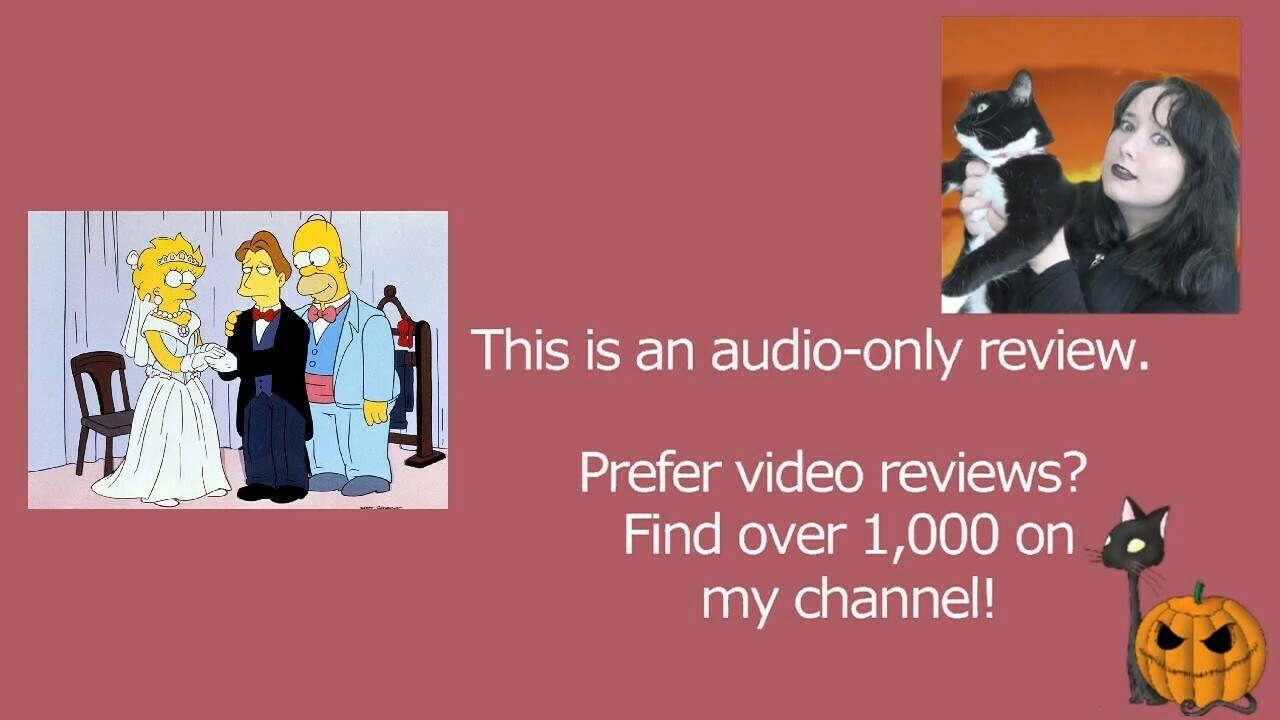 This is an audio-only review.
Prefer video reviews?
Find over 1,000 on
my channel!